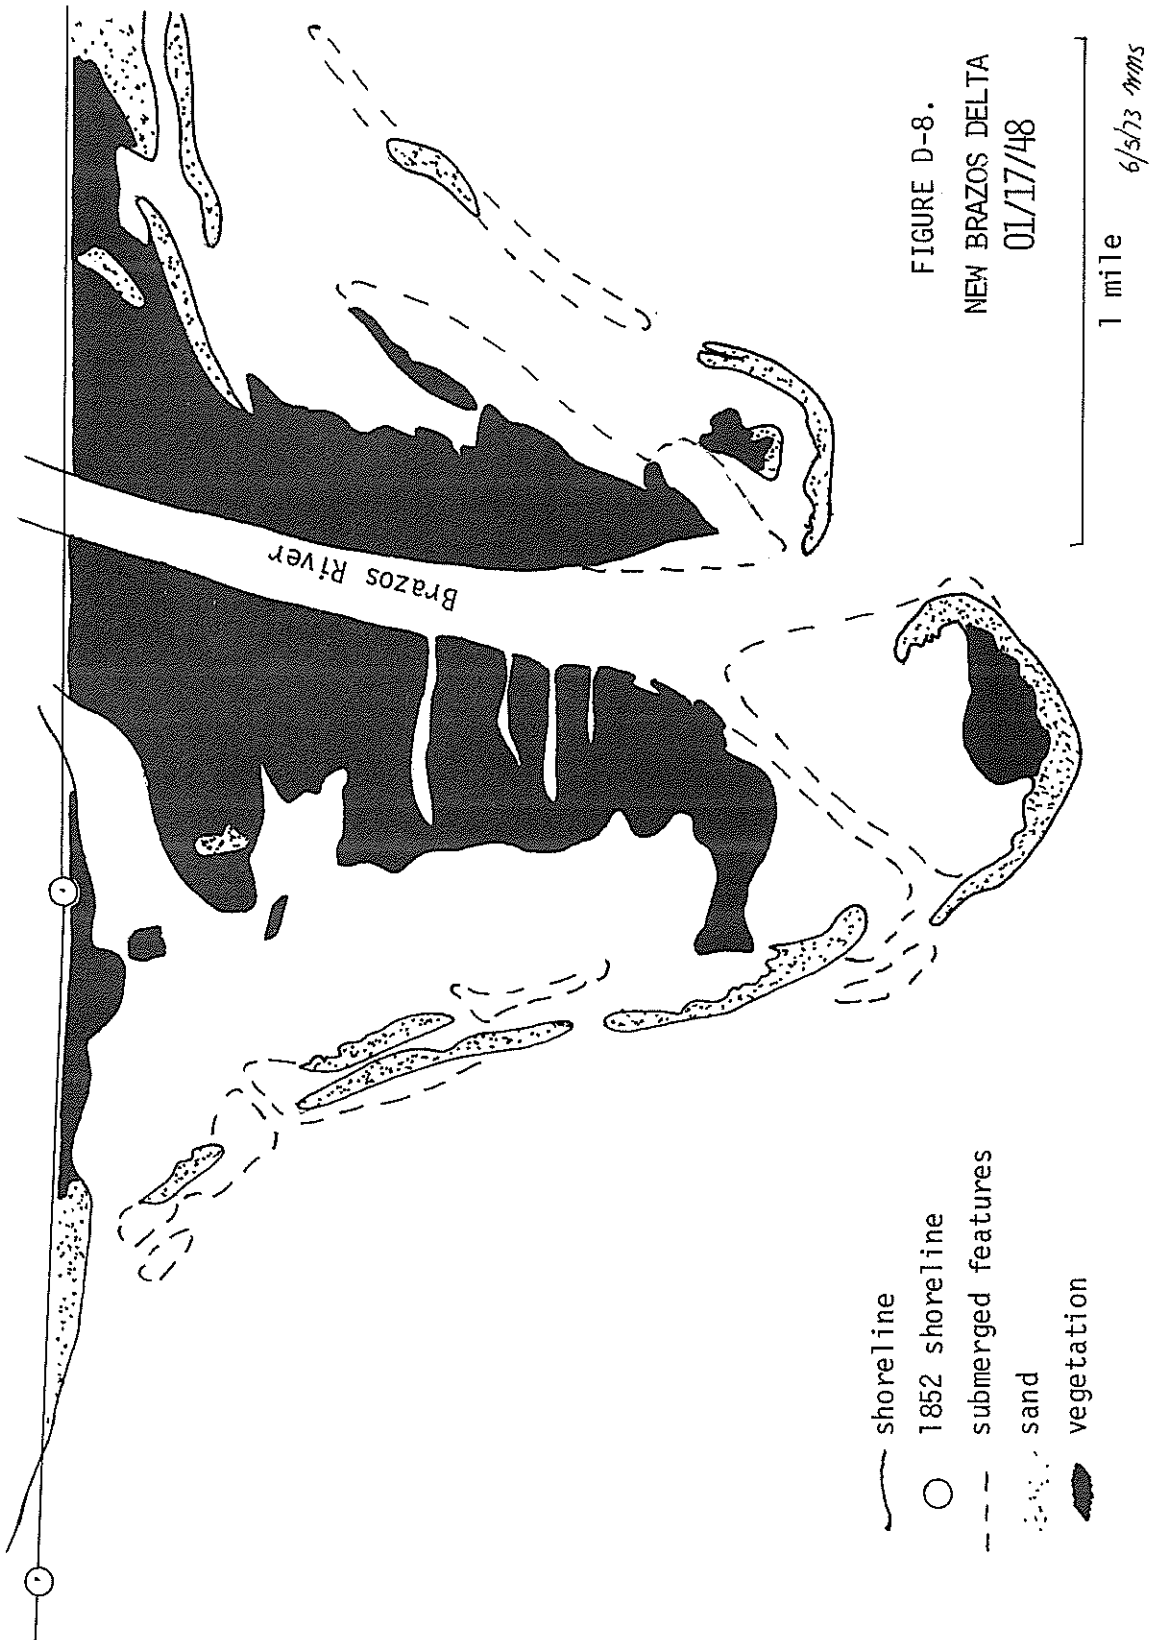 Brazos River
FIGURE D-8.
NEW BRAZOS DELTA
01/17/48
1 mile
6/5/73 WMS
shoreline
1852 shoreline
submerged features
sand
vegetation